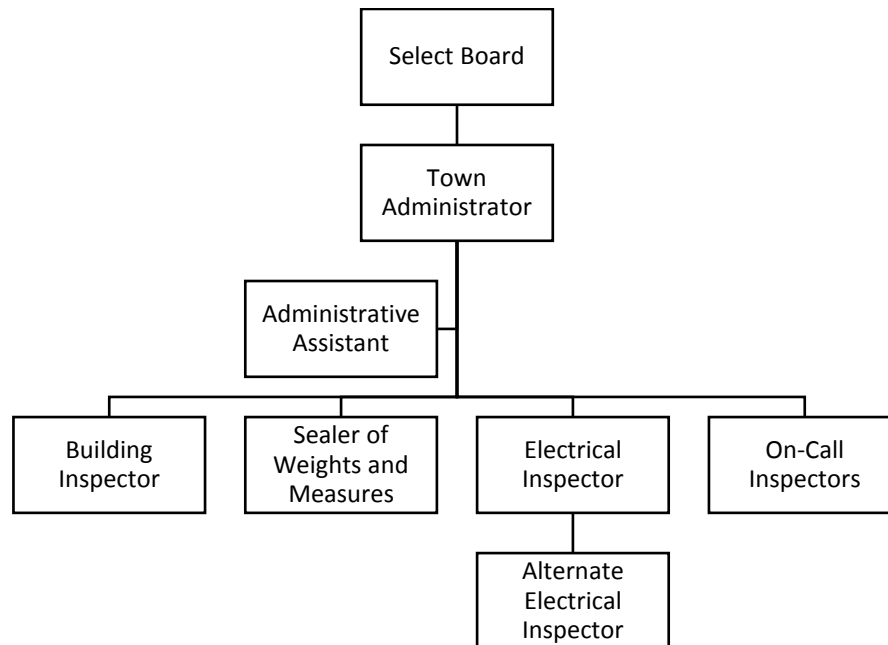 Select Board
Town
Administrator
Administrative
Assistant
Building
Inspector
Sealer of
Weights and
Measures
Electrical
Inspector
On-Call
Inspectors
Alternate
Electrical
Inspector